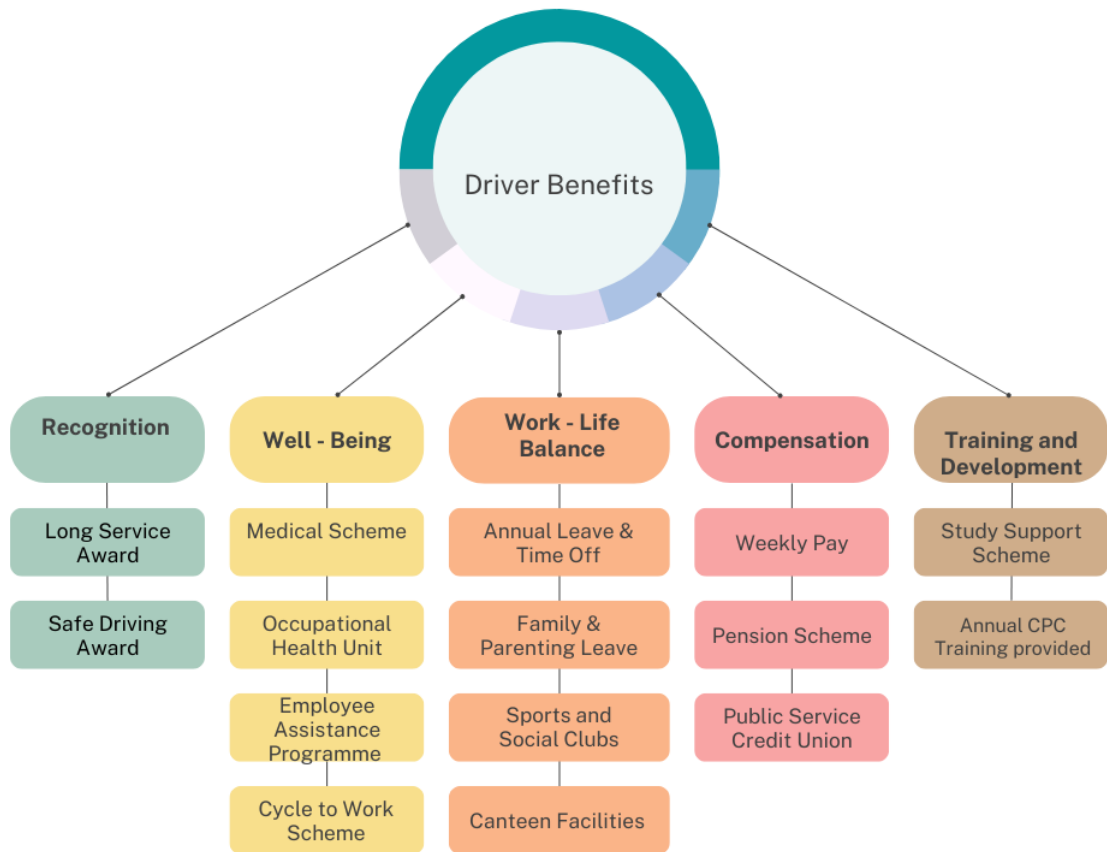 Driver Benefits
Recognition
Long Service
Award
Safe Driving
Award
Well - Being
Medical Scheme
Occupational
Health Unit
Employee
Assistance
Programme
Cycle to Work
Scheme
Work - Life
Balance
Annual Leave &
Time Off
Family &
Parenting Leave
Sports and
Social Clubs
Canteen Facilities
Compensation
Weekly Pay
Pension Scheme
Public Service
Credit Union
Training and
Development
Study Support
Scheme
Annual CPC
Training provided